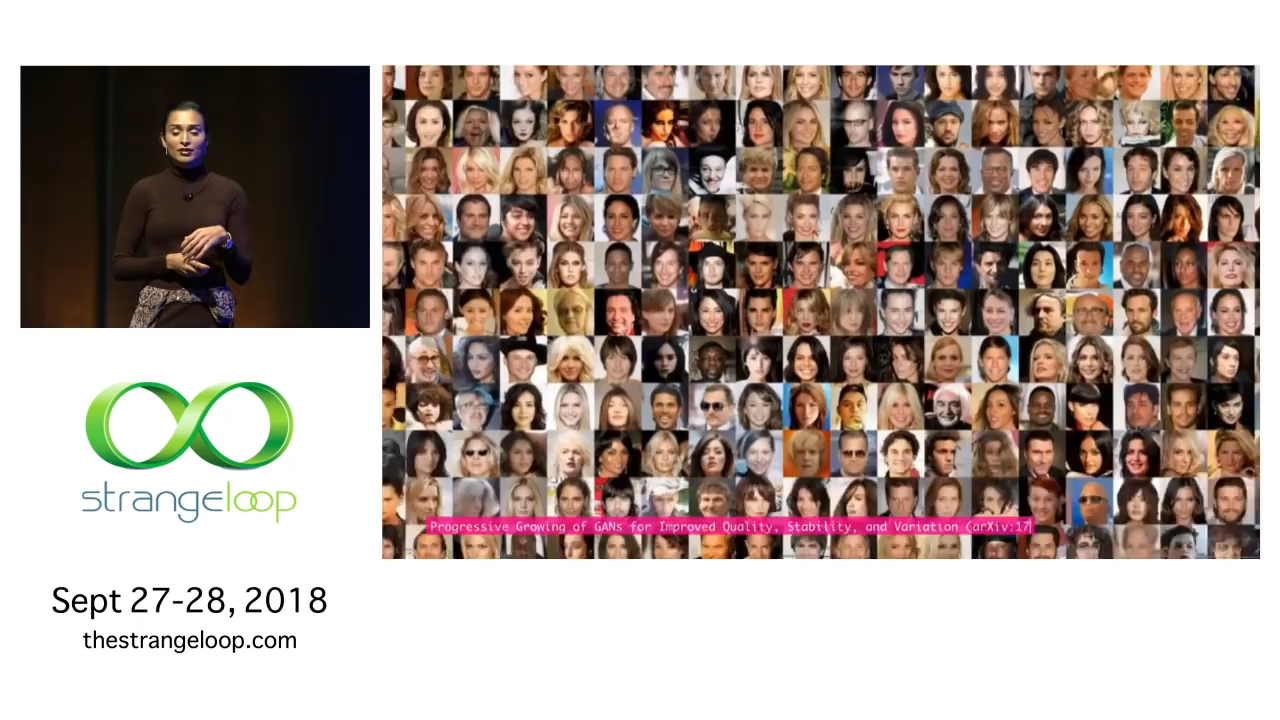 strangeloop
Sept 27-28, 2018
thestrangeloop.com
Progressive Growing of GANs for Improved Quality, Stability, and Variation (arXiv:17